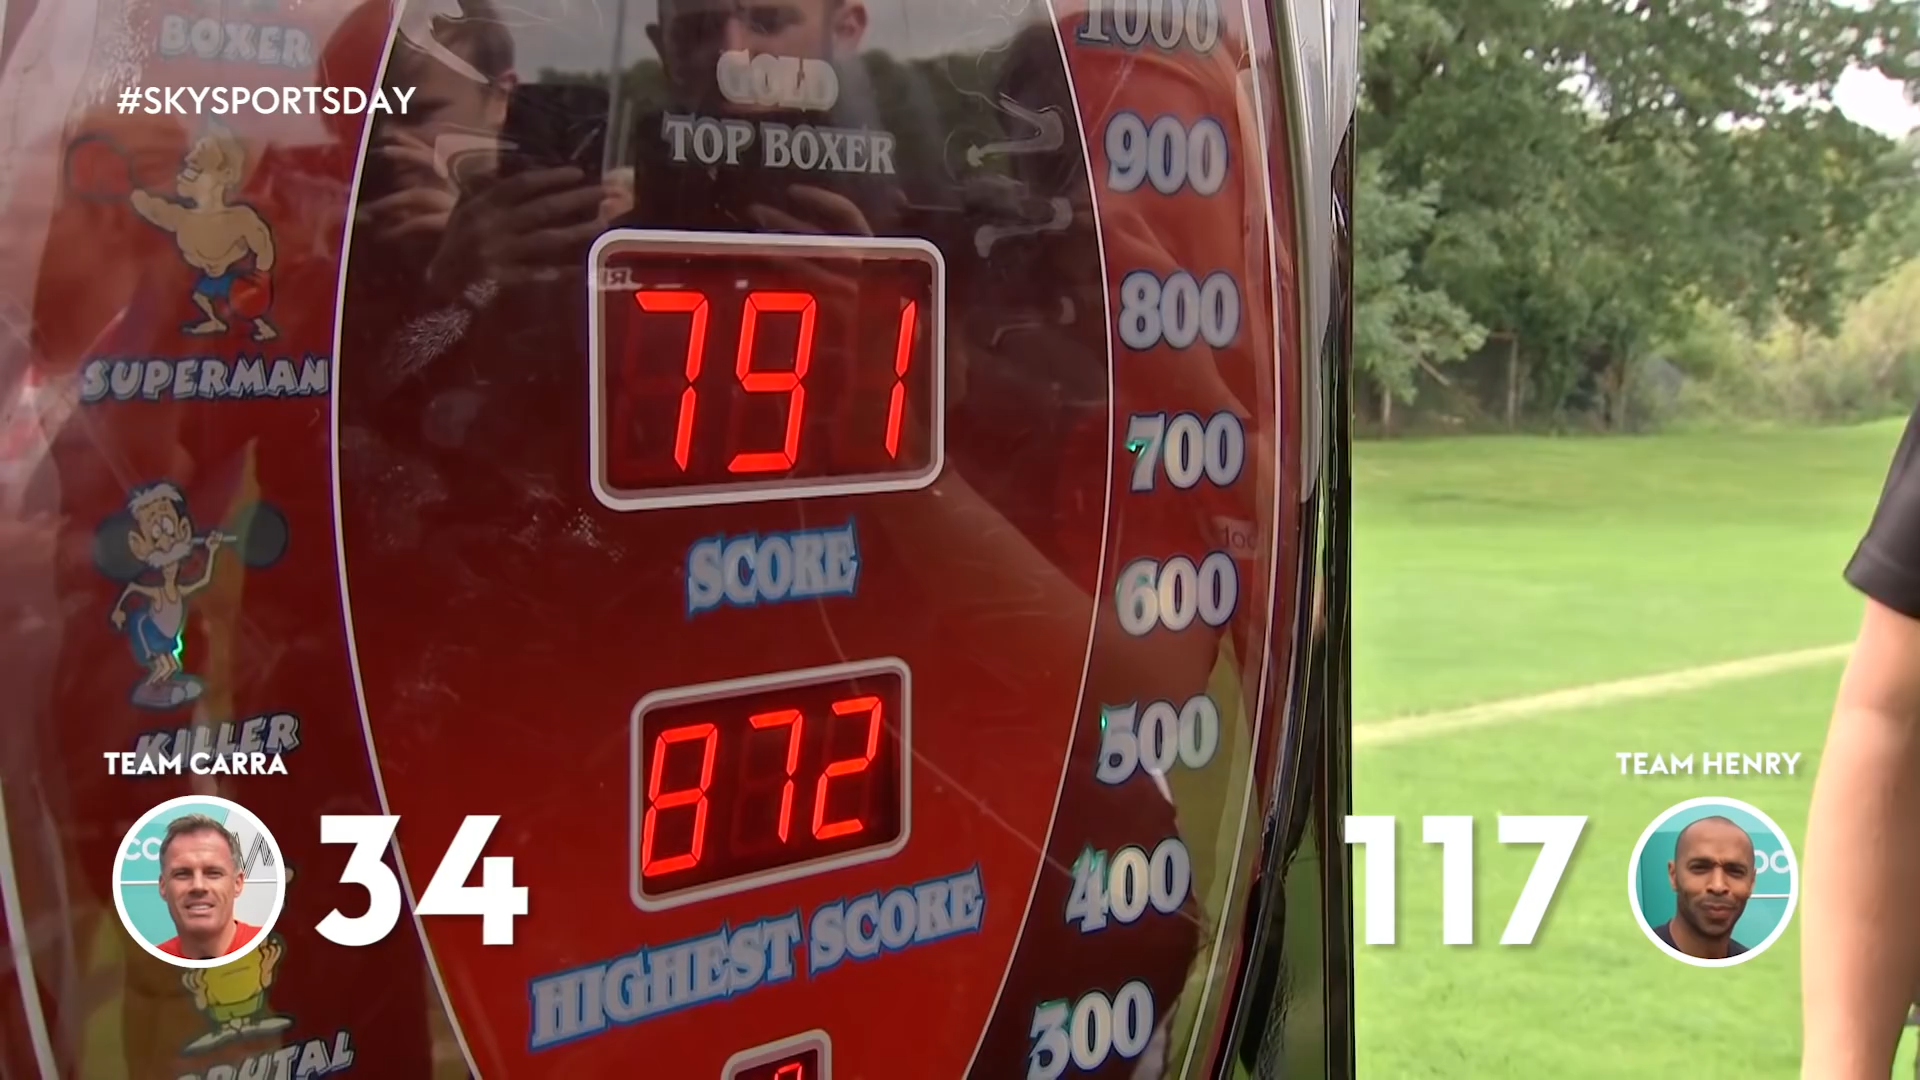 BOXER
#SKYSPORTSDAY
GOLD
TOP BOXER
1000
900
800
700
600
500
400
300
791
SCORE
872
HIGHEST SCORE
SUPERMAN
KILLER
BRUTAL
TEAM CARRA
34
TEAM HENRY
117